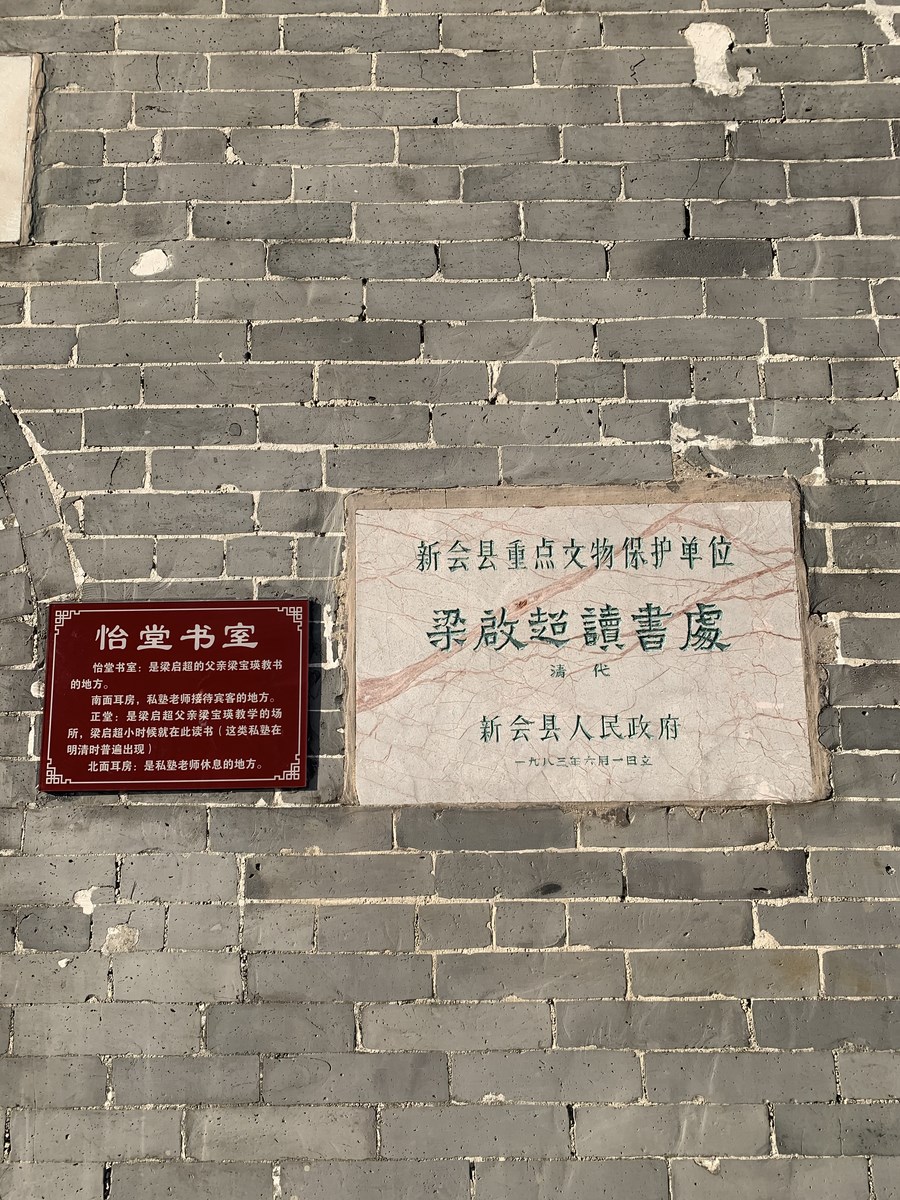 怡堂书室
怡堂书室：是梁启超的父亲梁宝瑛教书
的地方。
南面耳房，私塾老师接待宾客的地方。
正堂：是梁启超父亲梁宝瑛教学的场
所，梁启超小时候就在此读书（这类私塾在
明清时普遍出现）
北面耳房：是私塾老师休息的地方。
新会县重点文物保护单位
梁啟超讀書處
清代
新会县人民政府
一九八三年六月一日立